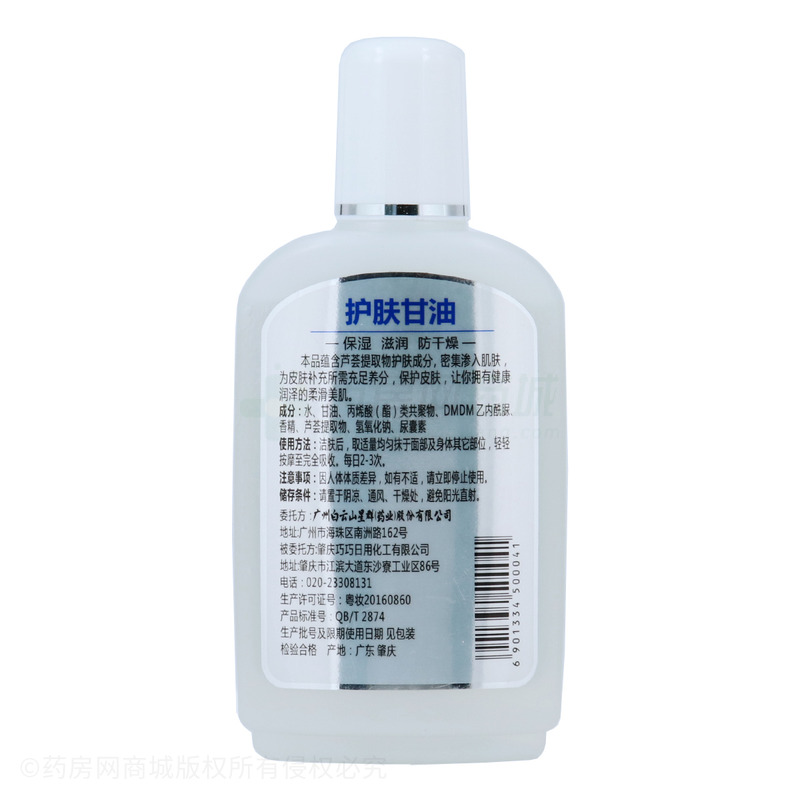 护肤甘油
— 保湿 滋润 防干燥 —
本品蕴含芦荟提取物护肤成分,密集渗入肌肤,
为皮肤补充所需充足养分,保护皮肤,让你拥有健康
润泽的柔滑美肌。
成分:水、甘油、丙烯酸(酯)类共聚物、DMDM乙内酰脲、
香精、芦荟提取物、氢氧化钠、尿囊素
使用方法:洁肤后,取适量均匀抹于面部及身体其它部位,轻轻
按摩至完全吸收。每日2-3次。
注意事项:因人体体质差异,如有不适,请立即停止使用。
储存条件:请置于阴凉、通风、干燥处,避免阳光直射。
委托方:广州白云山星群(药业)股份有限公司
地址:广州市海珠区南洲路162号
被委托方:肇庆巧巧日用化工有限公司
地址:肇庆市江滨大道东沙寮工业区86号
电话:020-23308131
生产许可证号:粤妆20160860
产品标准号:QB/T 2874
生产批号及限期使用日期 见包装
检验合格 产地:广东 肇庆
6 901334 500041
©药房网商城版权所有侵权必究